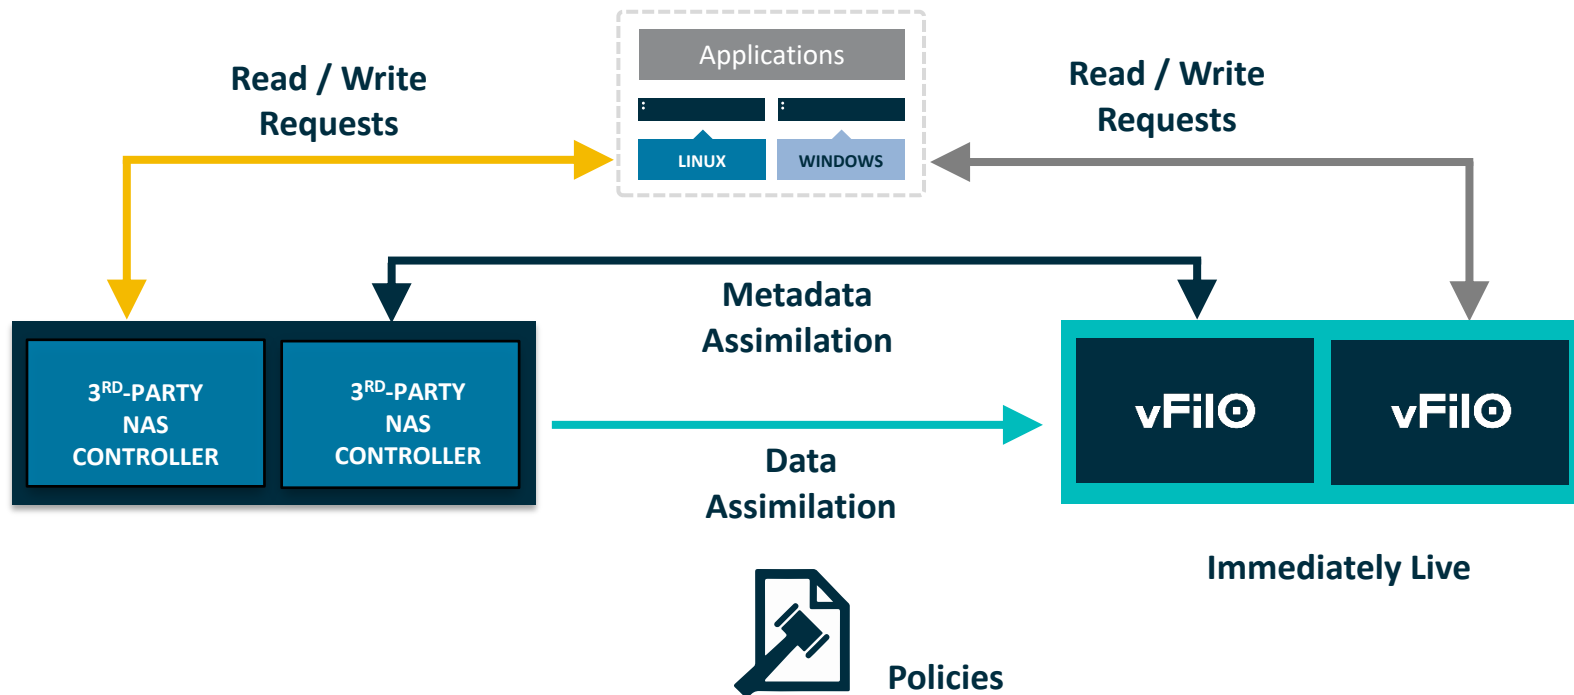 Applications
Read / Write
Requests
Read / Write
Requests
LINUX
WINDOWS
Metadata
Assimilation
3RD-PARTY
NAS
CONTROLLER
3RD-PARTY
NAS
CONTROLLER
vFilO
vFilO
Data
Assimilation
Immediately Live
Policies